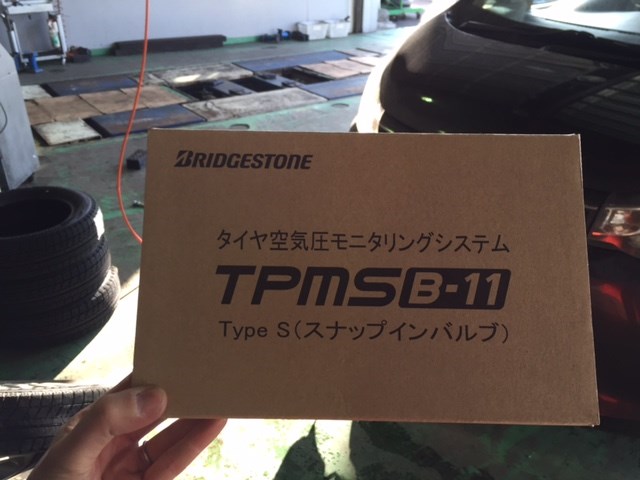 BRIDGESTONE
タイヤ空気圧モニタリングシステム
TPMS B-11
Type S(スナップインバルブ)